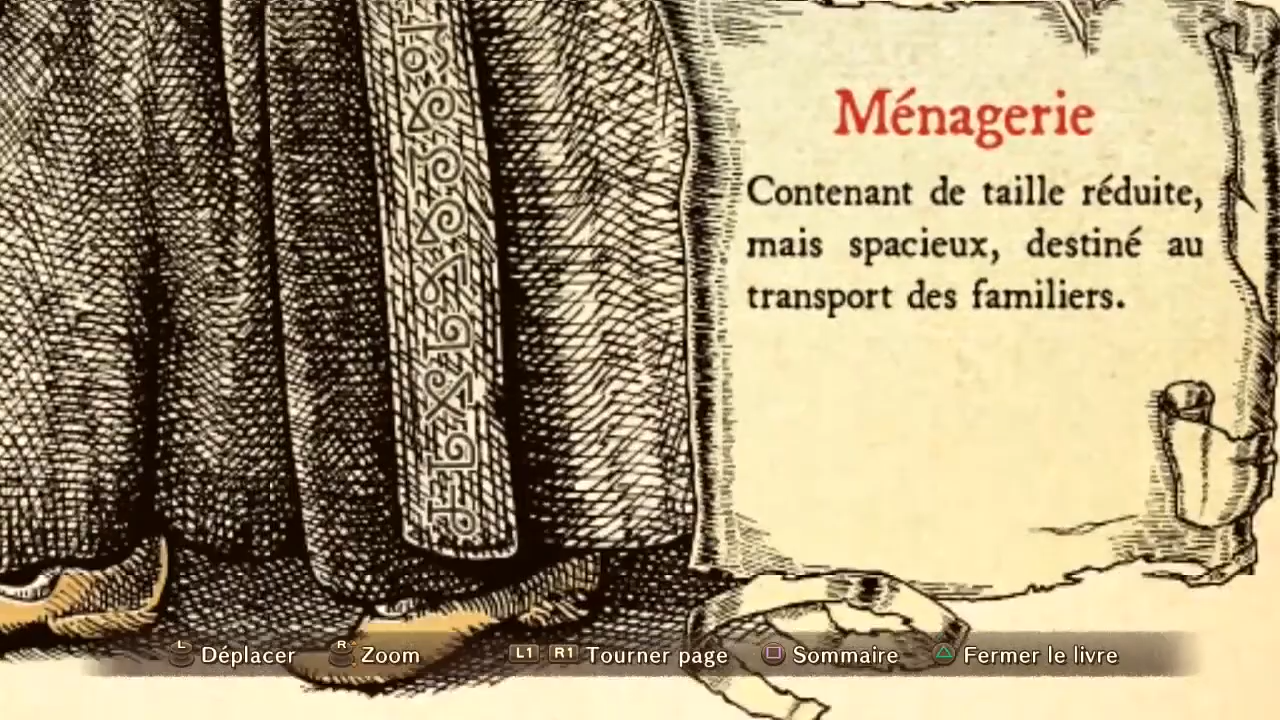 Ménagerie
Contenant de taille réduite,
mais spacieux, destiné au
transport des familiers.
L Déplacer R Zoom L1 R1 Tourner page Sommaire Fermer le livre